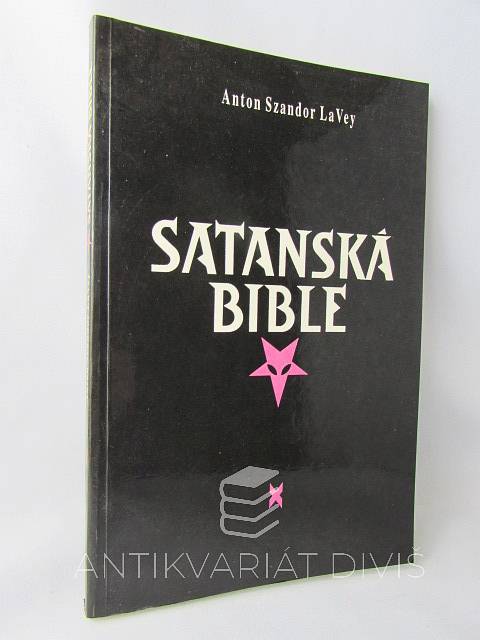 Anton Szandor LaVey
SATANSKÁ
BIBLE
ANTIKVARIÁT DIVIŠ